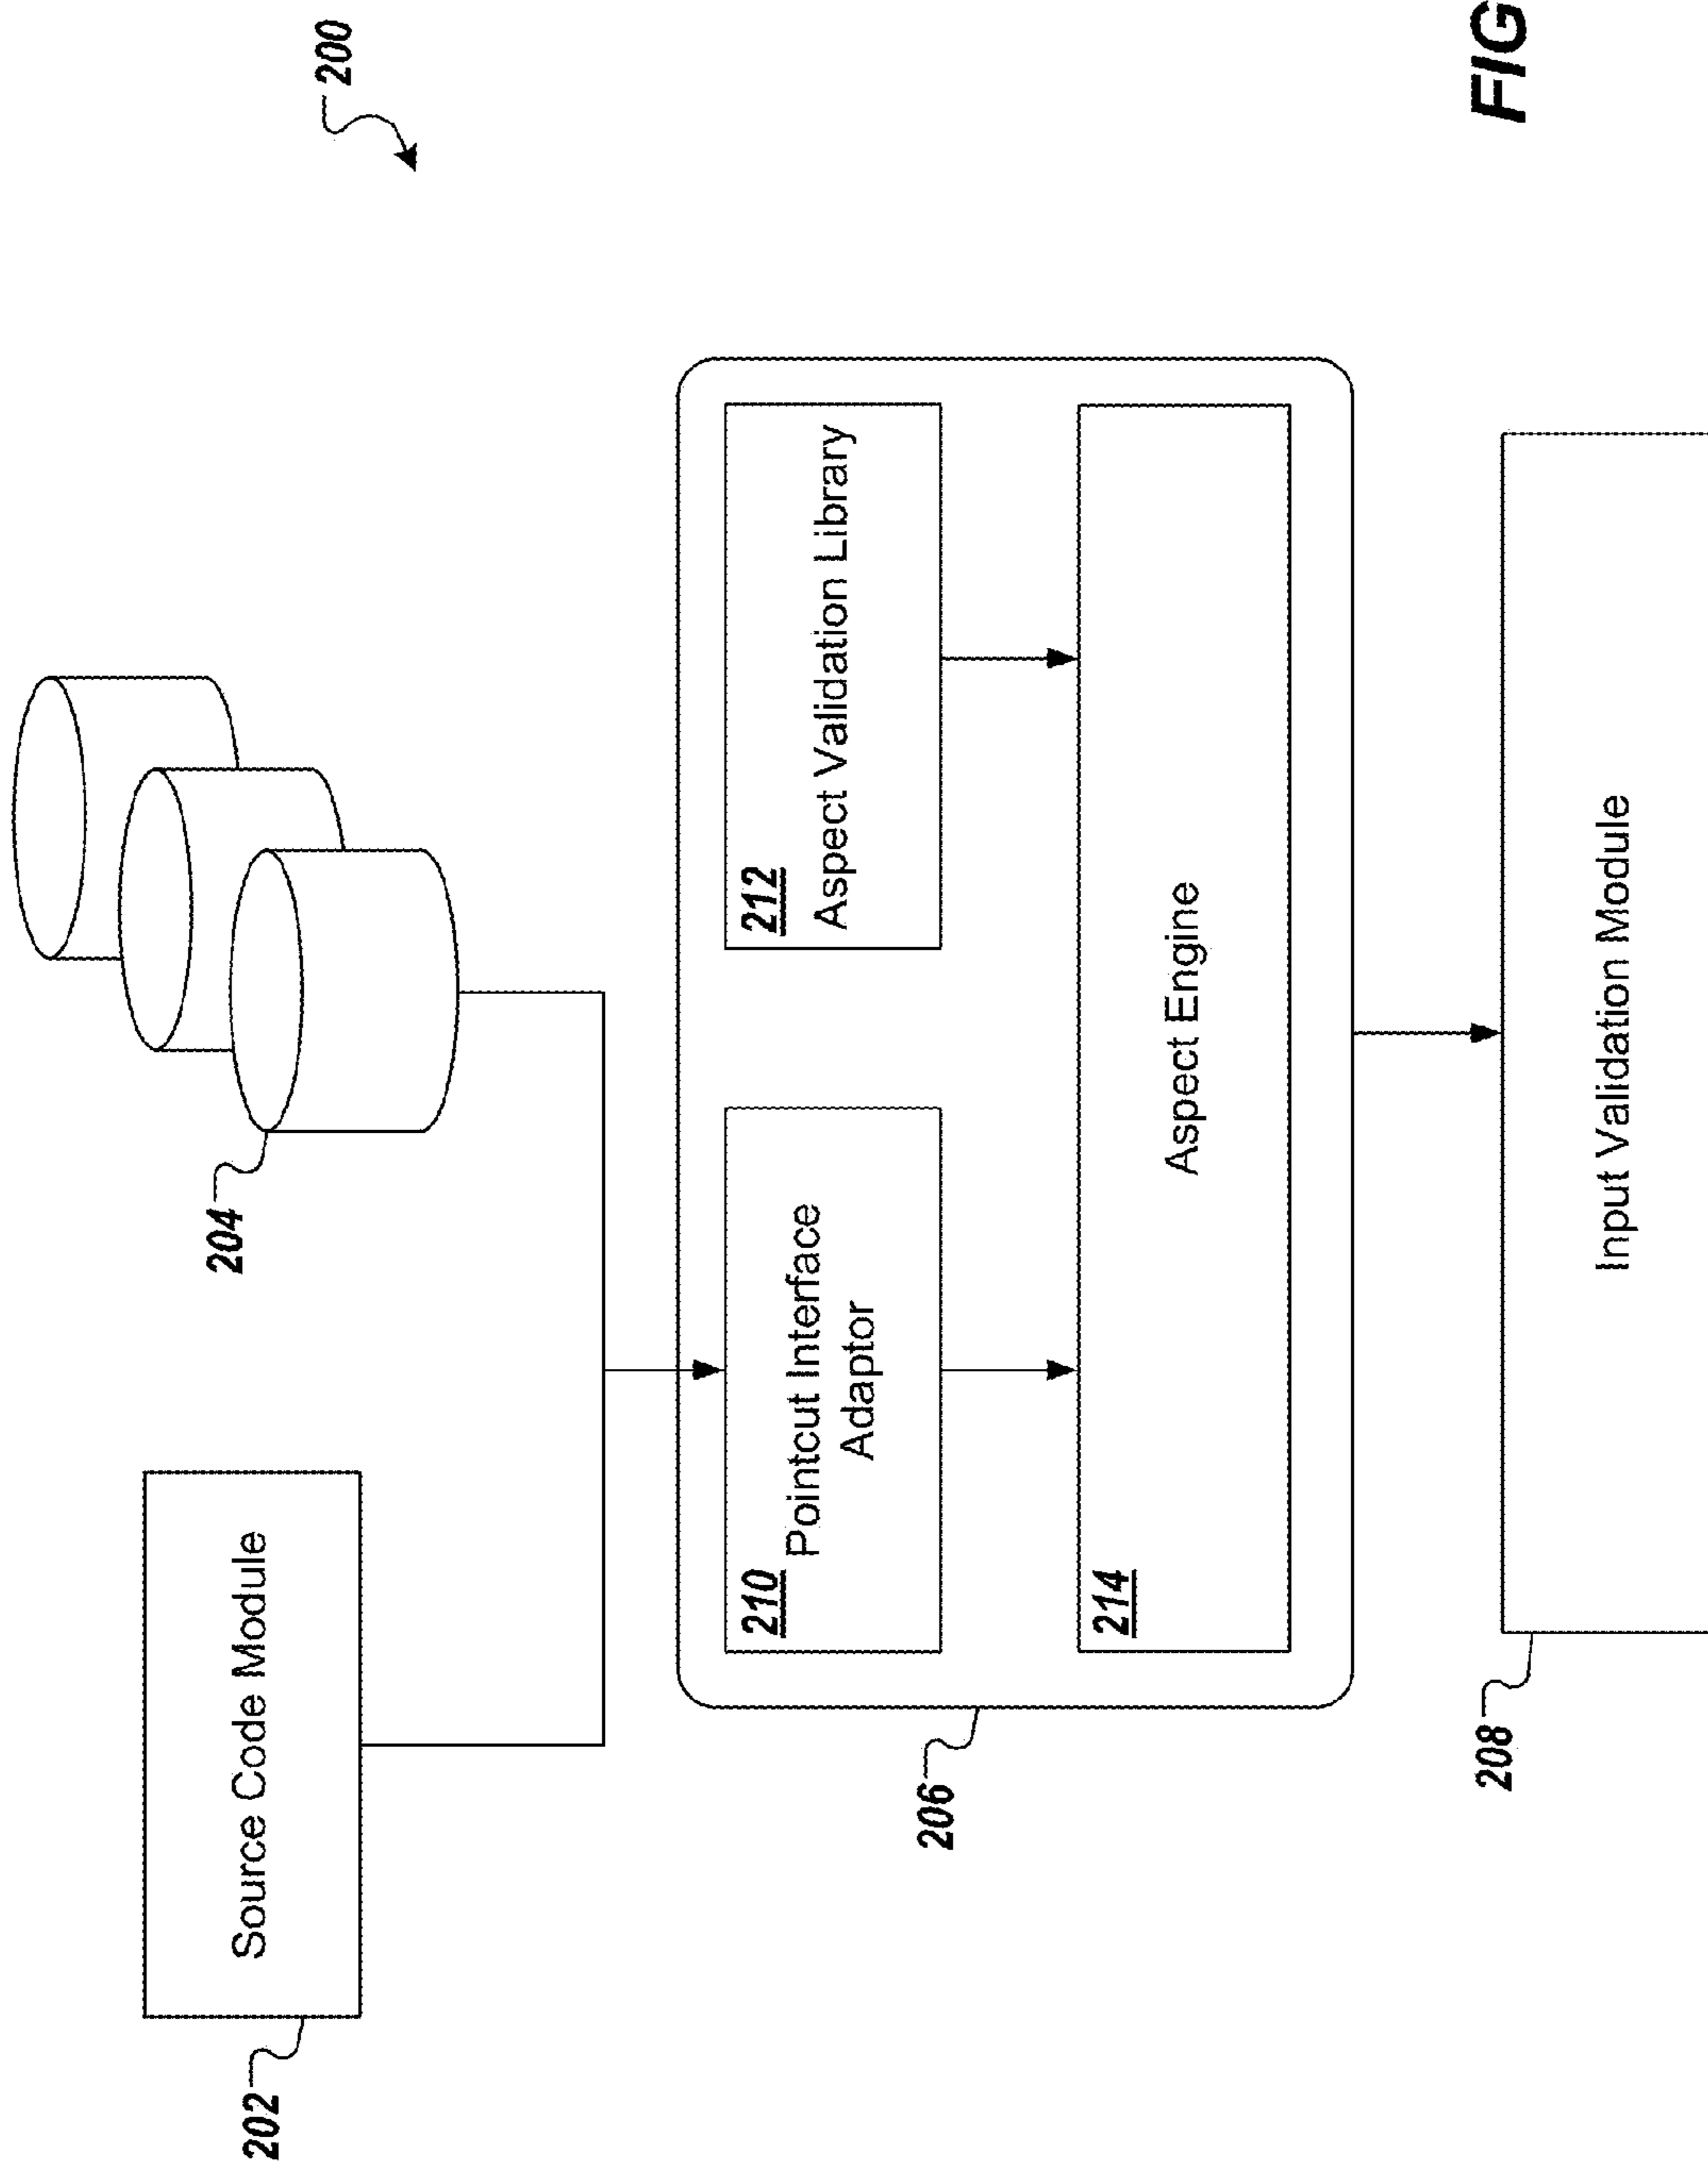 200
204
Source Code Module
202
210
Pointcut Interface
Adaptor
212
Aspect Validation Library
214
Aspect Engine
206
208
Input Validation Module
FIG